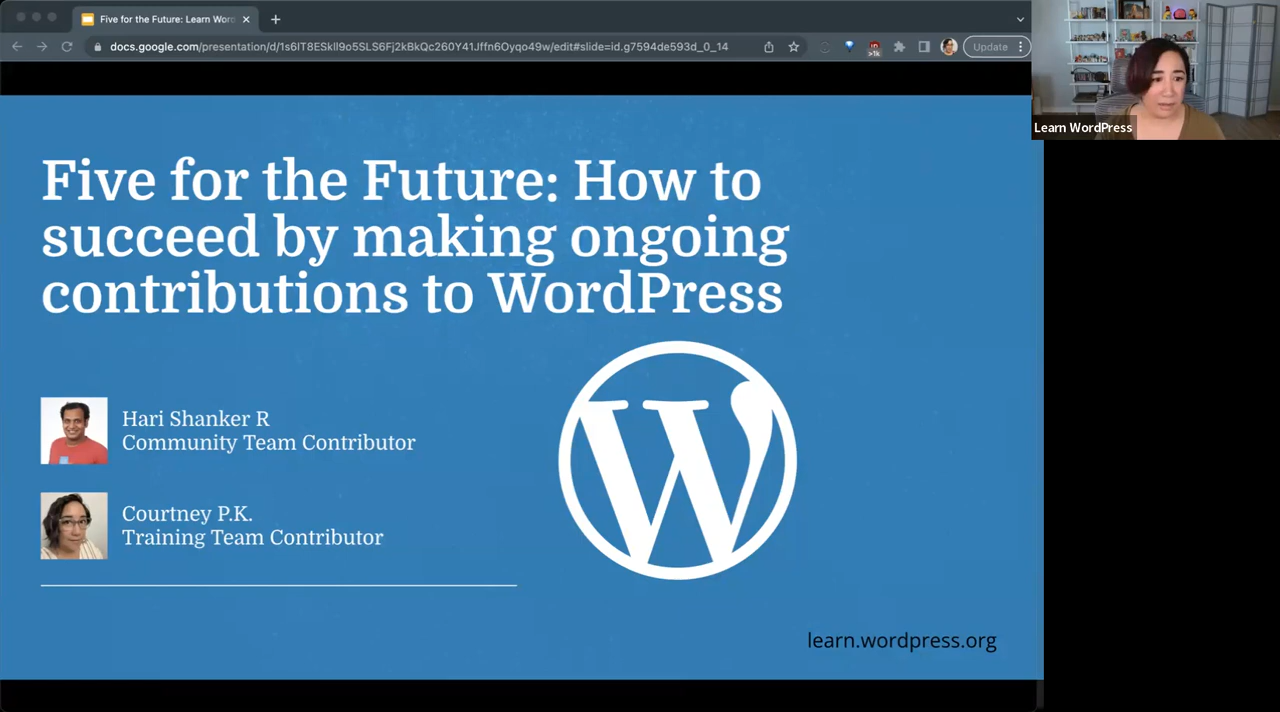 Five for the Future: Learn Word
docs.google.com/presentation/d/1s6IT8ESkIl9o5SLS6Fj2kBkQc260Y41Jffn6Oyqo49w/edit#slide=id.g7594de593d_0_14
>1k
Update
Learn WordPress
Five for the Future: How to
succeed by making ongoing
contributions to WordPress
Hari Shanker R
Community Team Contributor
Courtney P.K.
Training Team Contributor
learn.wordpress.org